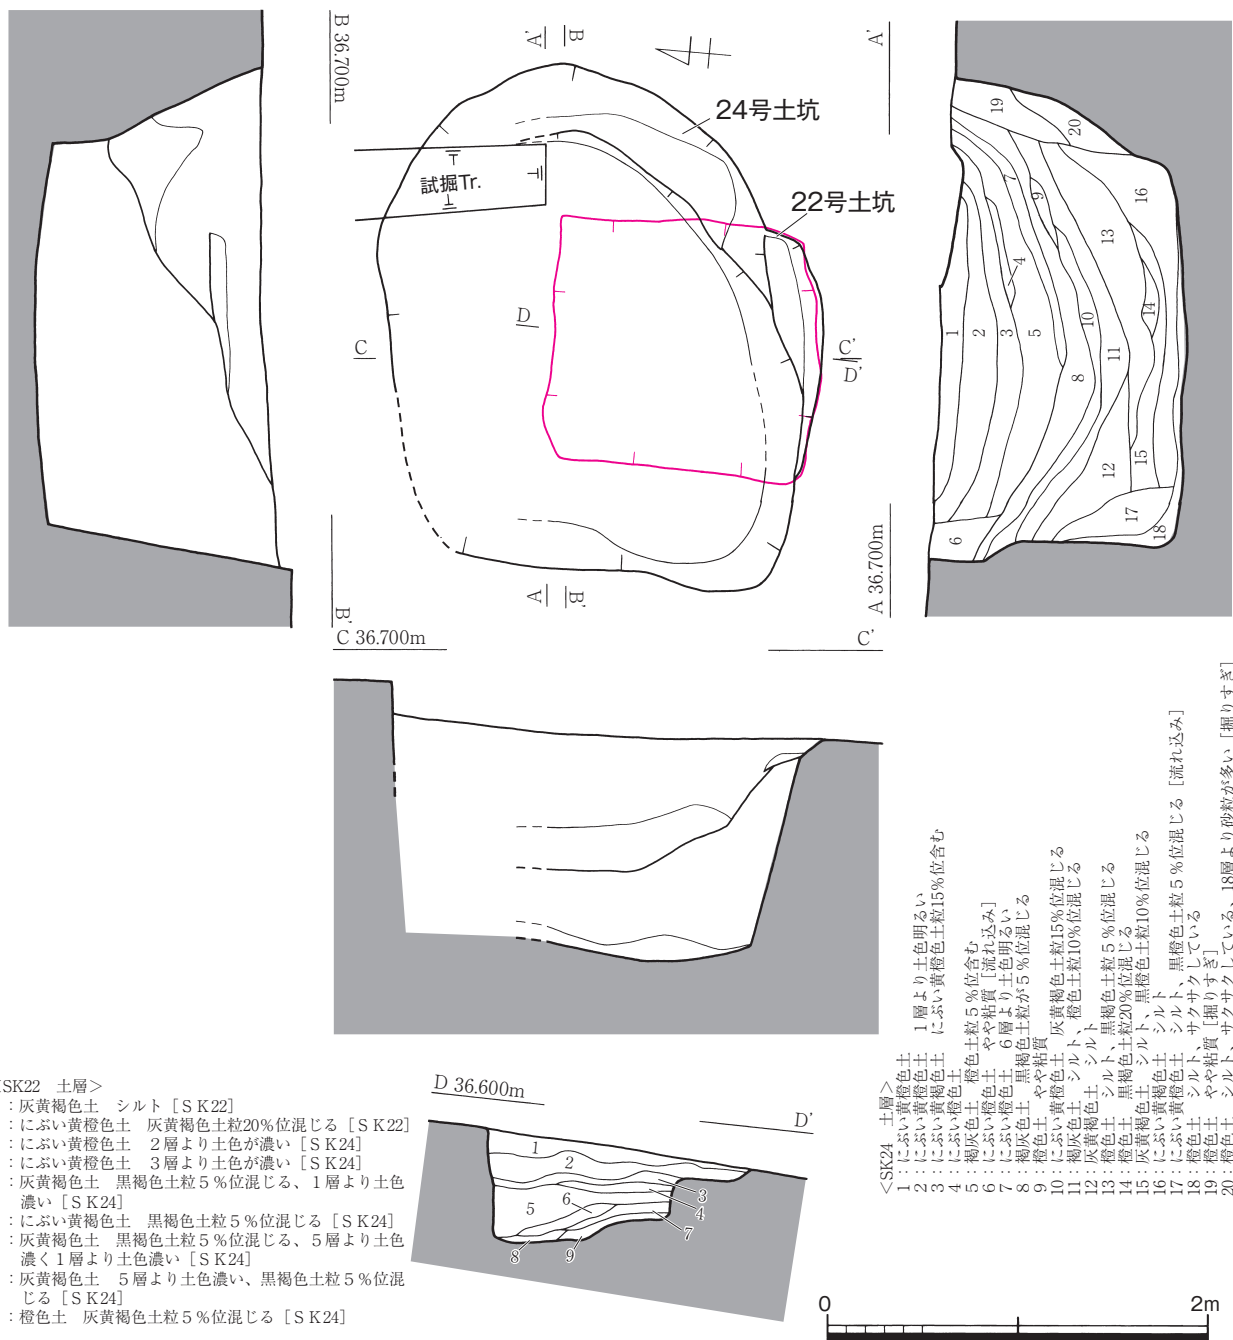 B 36.700m
A'
B
A'
24号土坑
試掘Tr.
22号土坑
D
C
C'
D'
A
B'
B'
A 36.700m
C 36.700m
C'
19
20
16
7
9
13
4
14
1
2
3
5
10
11
8
12
15
17
18
6
SK22 土層>
:灰黄褐色土 シルト[SK22]
:にぶい黄橙色土 灰黄褐色土粒20%位混じる[SK22]
:にぶい黄橙色土 2層より土色が濃い[SK24]
:にぶい黄橙色土 3層より土色が濃い[SK24]
:灰黄褐色土 黒褐色土粒5%位混じる、1層より土色
濃い[SK24]
:にぶい黄褐色土 黒褐色土粒5%位混じる[SK24]
:灰黄褐色土 黒褐色土粒5%位混じる、5層より土色
濃く1層より土色濃い[SK24]
:灰黄褐色土 5層より土色濃い、黒褐色土粒5%位混
じる[SK24]
:橙色土 灰黄褐色土粒5%位混じる[SK24]
D 36.600m
D'
1
2
3
4
5
6
7
8
9
<SK24 土層>
1:にぶい黄橙色土
2:にぶい黄橙色土 1層より土色明るい
3:にぶい黄褐色土 にぶい黄橙色土粒15%位含む
4:にぶい橙色土
5:褐灰色土 橙色土粒5%位含む
6:にぶい橙色土 やや粘質[流れ込み]
7:にぶい橙色土 6層より土色明るい
8:褐灰色土 黒褐色土粒が5%位混じる
9:橙色土 やや粘質
10:にぶい黄橙色土 灰黄褐色土粒15%位混じる
11:褐灰色土 シルト、橙色土粒10%位混じる
12:灰黄褐色土 シルト
13:橙色土 シルト、黒褐色土粒5%位混じる
14:橙色土 黒褐色土粒20%位混じる
15:灰黄褐色土 シルト、黒橙色土粒10%位混じる
16:にぶい黄褐色土 シルト
17:にぶい黄橙色土 シルト、黒橙色土粒5%位混じる[流れ込み]
18:橙色土 シルト、サクサクしている
19:橙色土 やや粘質[掘りすぎ]
20:橙色土 シルト、サクサクしている、18層より砂粒が多い[掘りすぎ]
0
2m